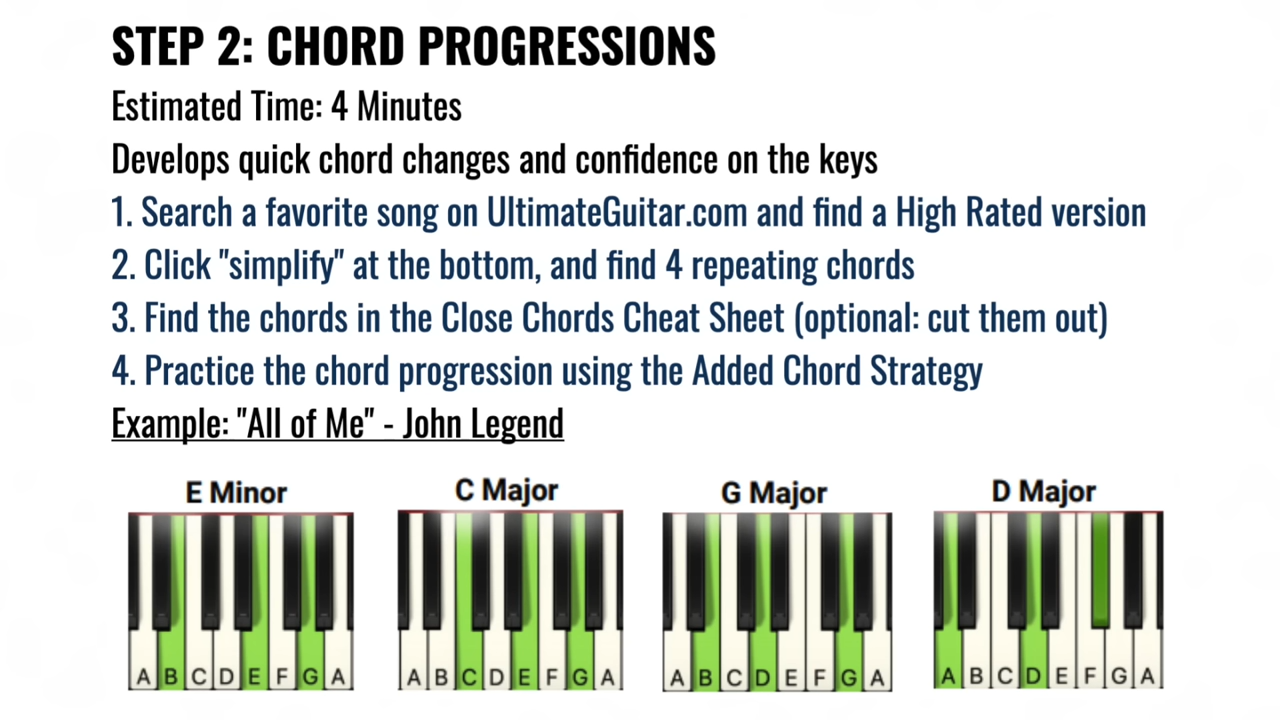 STEP 2: CHORD PROGRESSIONS
Estimated Time: 4 Minutes
Develops quick chord changes and confidence on the keys
1. Search a favorite song on UltimateGuitar.com and find a High Rated version
2. Click "simplify" at the bottom, and find 4 repeating chords
3. Find the chords in the Close Chords Cheat Sheet (optional: cut them out)
4. Practice the chord progression using the Added Chord Strategy
Example: "All of Me" - John Legend
E Minor C Major G Major D Major
A B C D E F G A A B C D E F G A A B C D E F G A A B C D E F G A